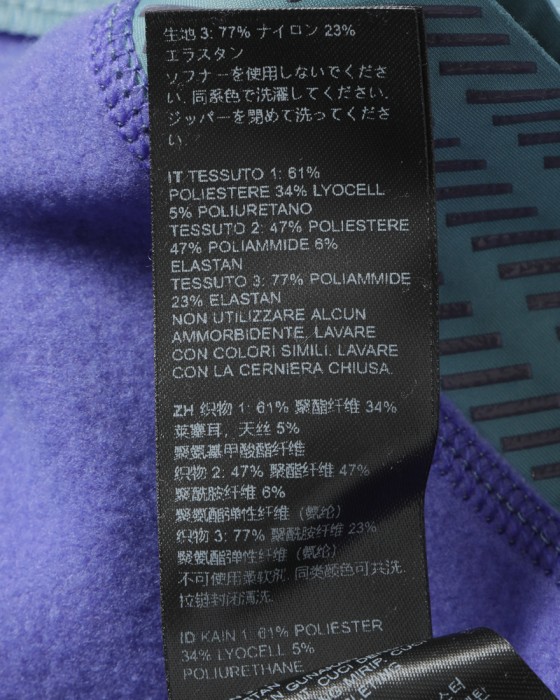 生地 3: 77% ナイロン 23%
エラスタン
ソフナーを使用しないでくださ
い. 同系色で洗濯してください.
ジッパーを閉めて洗ってくださ
い.
IT TESSUTO 1: 61%
POLIESTERE 34% LYOCELL
5% POLIURETANO
TESSUTO 2: 47% POLIESTERE
47% POLIAMMIDE 6%
ELASTAN
TESSUTO 3: 77% POLIAMMIDE
23% ELASTAN
NON UTILIZZARE ALCUN
AMMORBIDENTE. LAVARE
CON COLORI SIMILI. LAVARE
CON LA CERNIERA CHIUSA.
ZH 织物 1: 61% 聚酯纤维 34%
莱塞耳, 天丝 5%
聚氨基甲酸酯纤维
织物 2: 47% 聚酯纤维 47%
聚酰胺纤维 6%
聚氨酯弹性纤维 (氨纶)
织物 3: 77% 聚酰胺纤维 23%
聚氨酯弹性纤维 (氨纶)
不可使用柔软剂. 同类颜色可共洗.
拉链封闭清洗.
ID KAIN 1: 61% POLIESTER
34% LYOCELL 5%
POLIURETHANE